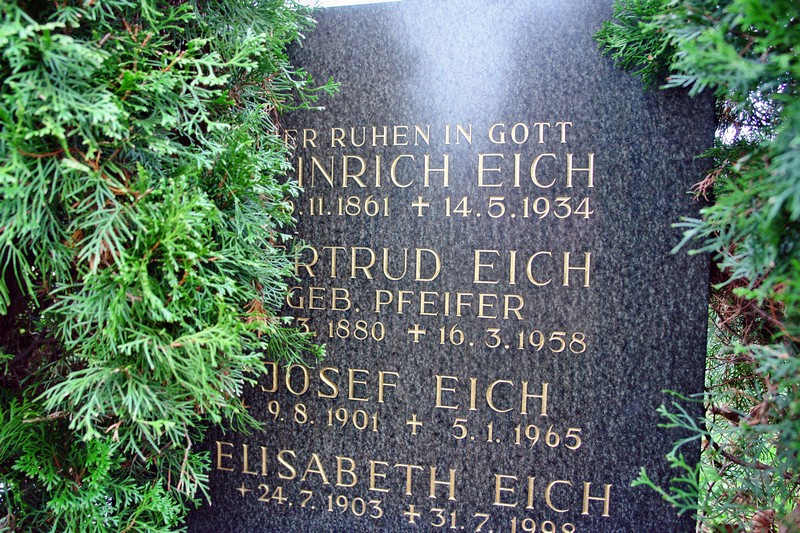 ER RUHEN IN GOTT
INRICH EICH
.11.1861 + 14.5.1934
RTRUD EICH
GEB. PFEIFER
3. 1880 + 16.3.1958
JOSEF EICH
9.8.1901 + 5.1.1965
ELISABETH EICH
+24.7.1903 + 31.7.1998